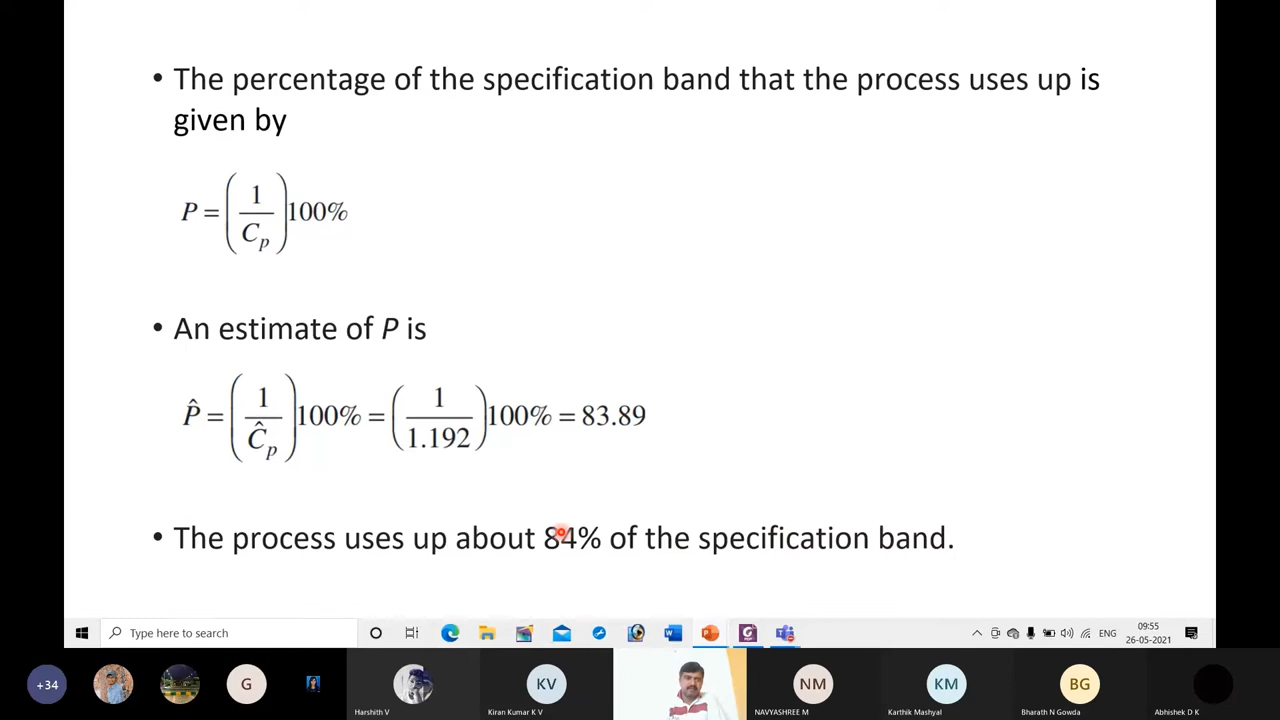 • The percentage of the specification band that the process uses up is
given by
P = (1/C_p)100%
• An estimate of P is
P̂ = (1/Ĉ_p)100% = (1/1.192)100% = 83.89
• The process uses up about 84% of the specification band.
Type here to search
ENG
09:55
26-05-2021
+34
G
Harshith V
KV
Kiran Kumar K V
NM
NAVYASHREE M
KM
Karthik Mashyal
BG
Bharath N Gowda
Abhishek D K